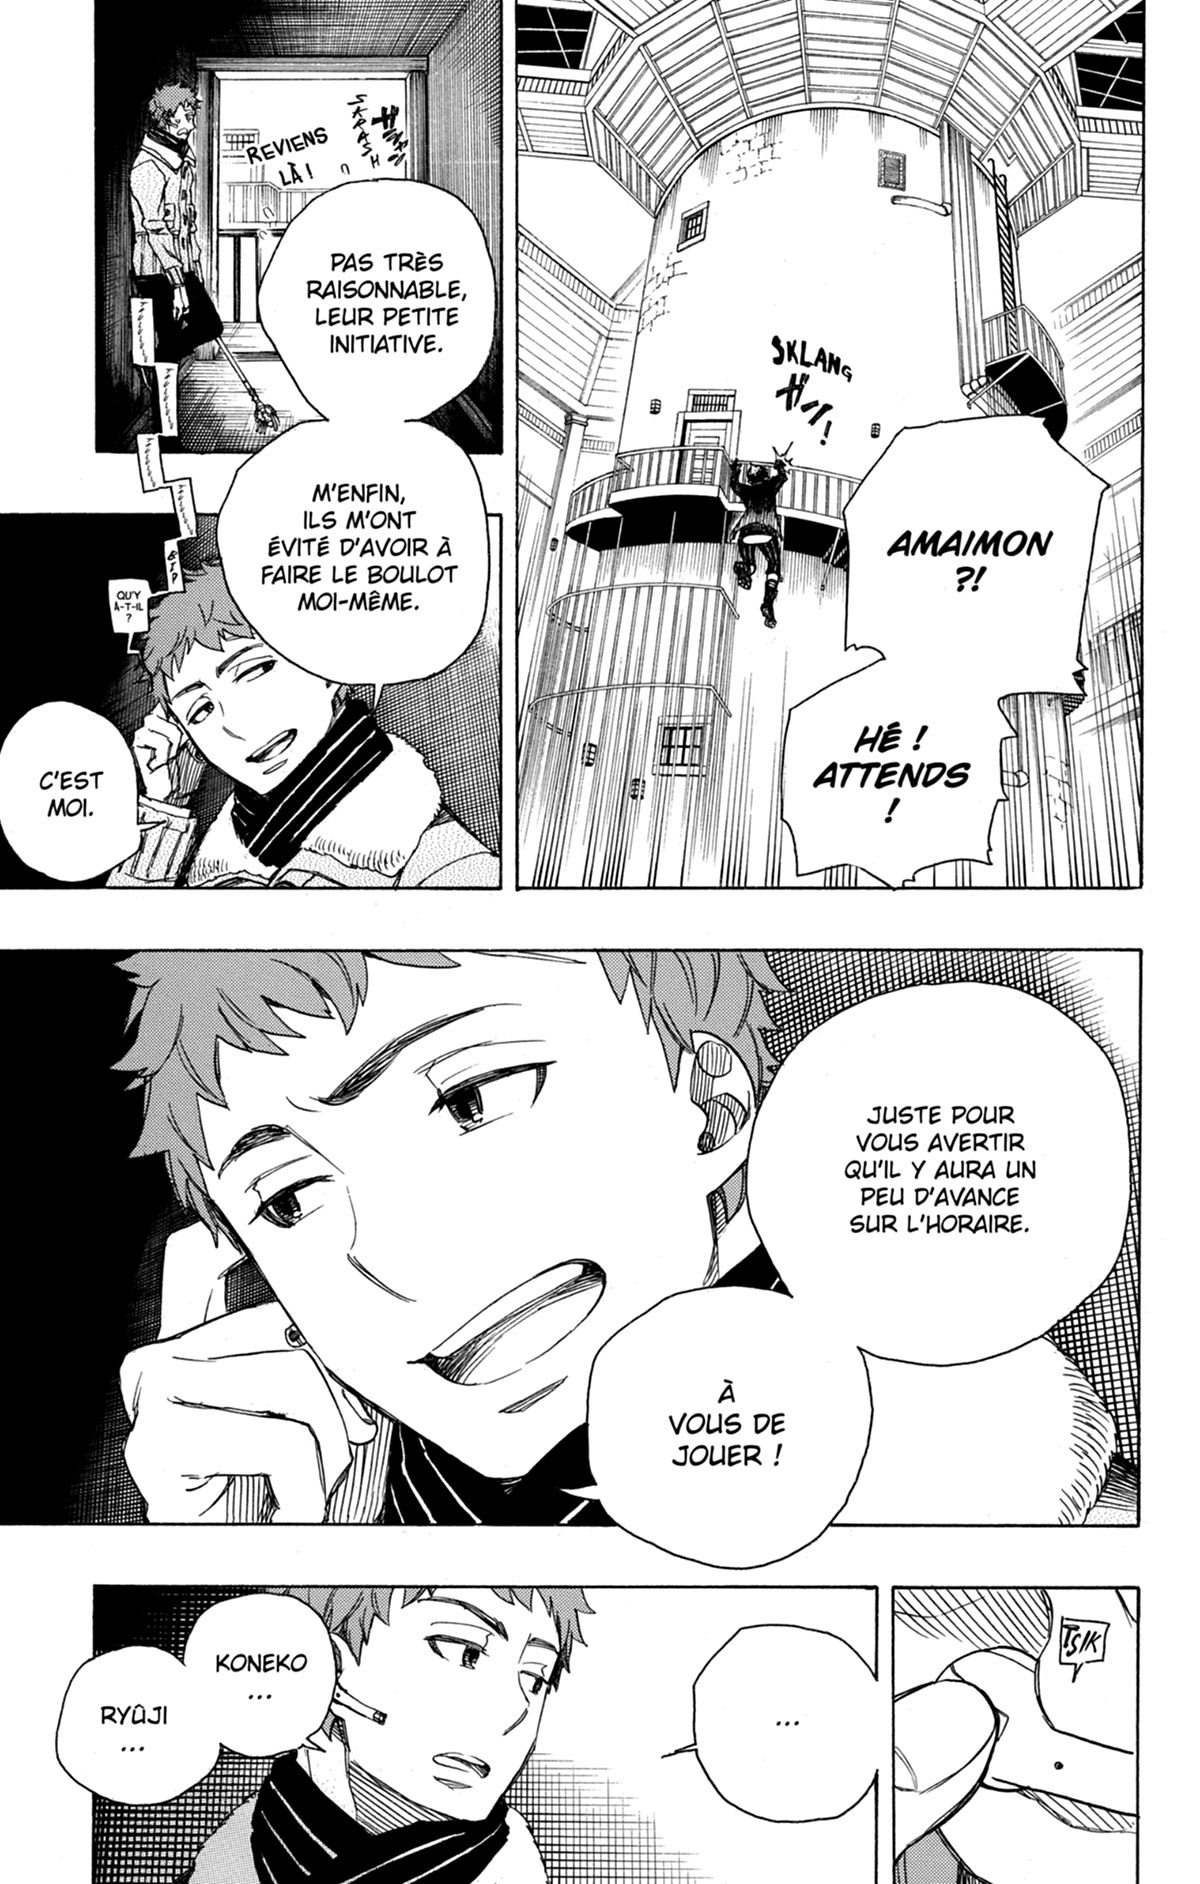 SKLANG
ガン!
AMAIMON
?!
HÉ !
ATTENDS
!
REVIENS
LÀ !
SKRASH
PAS TRÈS
RAISONNABLE,
LEUR PETITE
INITIATIVE.
M'ENFIN,
ILS M'ONT
ÉVITÉ D'AVOIR À
FAIRE LE BOULOT
MOI-MÊME.
BIP
QU'Y
A-T-IL
?
C'EST
MOI.
JUSTE POUR
VOUS AVERTIR
QU'IL Y AURA UN
PEU D'AVANCE
SUR L'HORAIRE.
À
VOUS DE
JOUER !
TSIK
...
KONEKO
...
RYÛJI
...